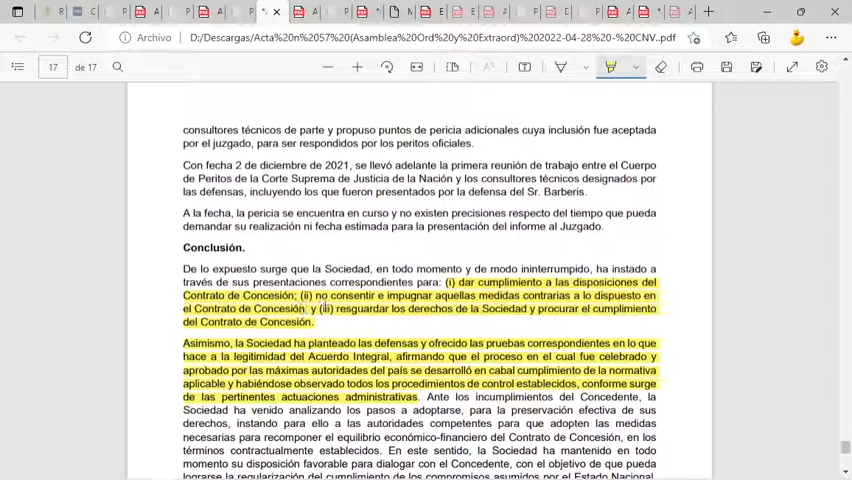 Archivo
D:/Descargas/Acta%20n%2057%20(Asamblea%20Ord%20y%20Extraord)%202022-04-28%20-%20CNV...pdf
17 de 17
consultores técnicos de parte y propuso puntos de pericia adicionales cuya inclusión fue aceptada
por el juzgado, para ser respondidos por los peritos oficiales.
Con fecha 2 de diciembre de 2021, se llevó adelante la primera reunión de trabajo entre el Cuerpo
de Peritos de la Corte Suprema de Justicia de la Nación y los consultores técnicos designados por
las defensas, incluyendo los que fueron presentados por la defensa del Sr. Barberis.
A la fecha, la pericia se encuentra en curso y no existen precisiones respecto del tiempo que pueda
demandar su realización ni fecha estimada para la presentación del informe al Juzgado.
Conclusión.
De lo expuesto surge que la Sociedad, en todo momento y de modo ininterrumpido, ha instado a
través de sus presentaciones correspondientes para: (i) dar cumplimiento a las disposiciones del
Contrato de Concesión; (ii) no consentir e impugnar aquellas medidas contrarias a lo dispuesto en
el Contrato de Concesión; y (iii) resguardar los derechos de la Sociedad y procurar el cumplimiento
del Contrato de Concesión.
Asimismo, la Sociedad ha planteado las defensas y ofrecido las pruebas correspondientes en lo que
hace a la legitimidad del Acuerdo Integral, afirmando que el proceso en el cual fue celebrado y
aprobado por las máximas autoridades del país se desarrolló en cabal cumplimiento de la normativa
aplicable y habiéndose observado todos los procedimientos de control establecidos, conforme surge
de las pertinentes actuaciones administrativas. Ante los incumplimientos del Concedente, la
Sociedad ha venido analizando los pasos a adoptarse, para la preservación efectiva de sus
derechos, instando para ello a las autoridades competentes para que adopten las medidas
necesarias para recomponer el equilibrio económico-financiero del Contrato de Concesión, en los
términos contractualmente establecidos. En este sentido, la Sociedad ha mantenido en todo
momento su disposición favorable para dialogar con el Concedente, con el objetivo de que pueda
lograrse la regularización del cumplimiento de los compromisos asumidos por el Estado Nacional,